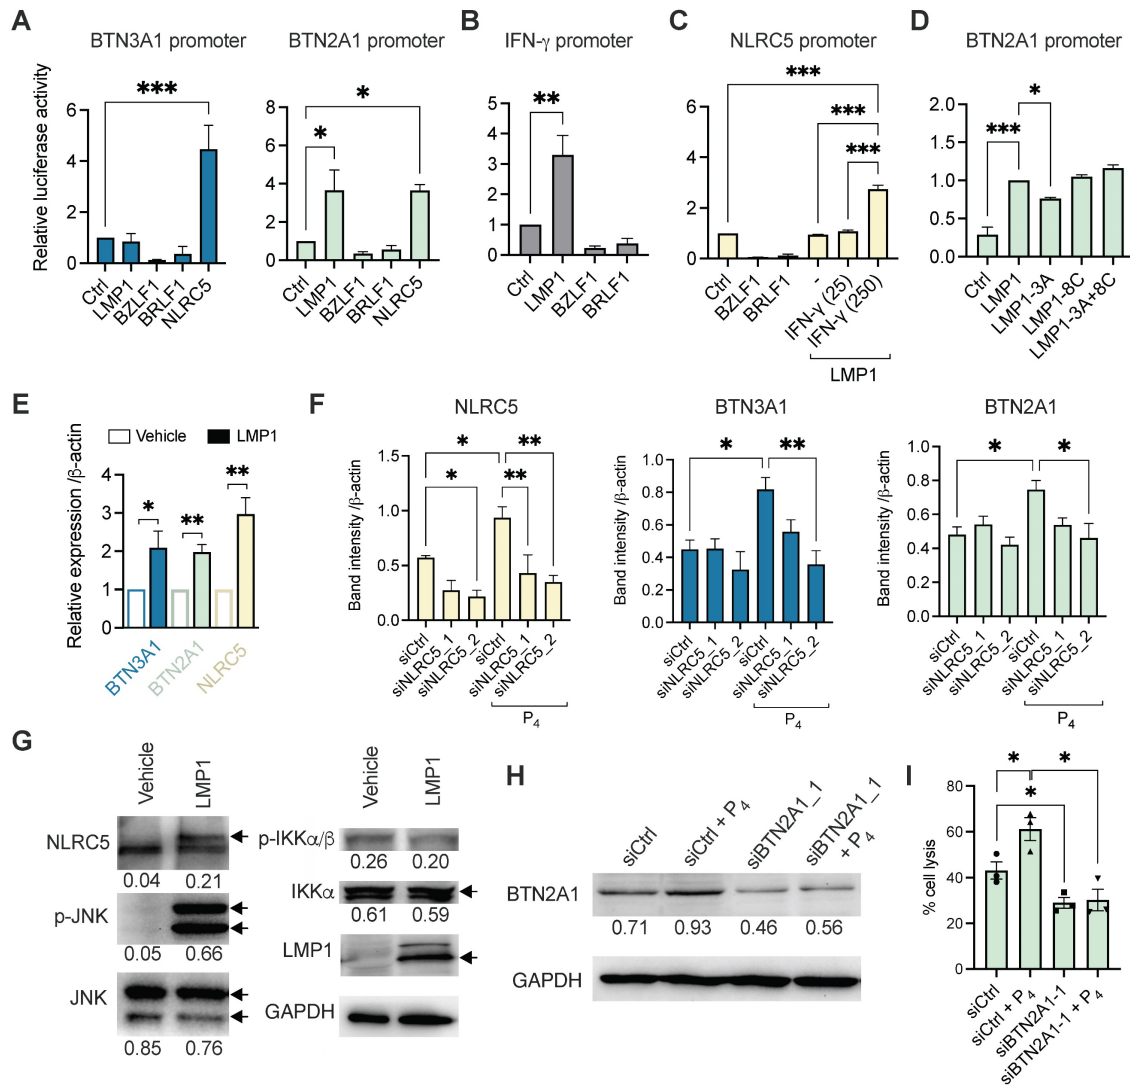 A
BTN3A1 promoter
BTN2A1 promoter
Relative luciferase activity
***
6
4
2
0
Ctrl
LMP1
BZLF1
BRLF1
NLRC5
*
*
8
6
4
2
0
Ctrl
LMP1
BZLF1
BRLF1
NLRC5
B
IFN-γ promoter
**
5
4
3
2
1
0
Ctrl
LMP1
BZLF1
BRLF1
C
NLRC5 promoter
***
***
***
6
4
2
0
Ctrl
BZLF1
BRLF1
-
IFN-γ (25)
IFN-γ (250)
LMP1
D
BTN2A1 promoter
***
*
2.0
1.5
1.0
0.5
0.0
Ctrl
LMP1
LMP1-3A
LMP1-8C
LMP1-3A+8C
E
Vehicle
LMP1
Relative expression /β-actin
4
3
2
1
0
*
**
**
BTN3A1
BTN2A1
NLRC5
F
NLRC5
Band intensity /β-actin
1.5
1.0
0.5
0.0
*
**
*
**
siCtrl
siNLRC5_1
siNLRC5_2
siCtrl
siNLRC5_1
siNLRC5_2
P4
BTN3A1
Band intensity /β-actin
1.0
0.8
0.6
0.4
0.2
0.0
*
**
siCtrl
siNLRC5_1
siNLRC5_2
siCtrl
siNLRC5_1
siNLRC5_2
P4
BTN2A1
Band intensity /β-actin
1.0
0.8
0.6
0.4
0.2
0.0
*
*
siCtrl
siNLRC5_1
siNLRC5_2
siCtrl
siNLRC5_1
siNLRC5_2
P4
G
Vehicle
LMP1
NLRC5
0.04 0.21
p-JNK
0.05 0.66
JNK
0.85 0.76
Vehicle
LMP1
p-IKKα/β
0.26 0.20
IKKα
0.61 0.59
LMP1
GAPDH
H
siCtrl
siCtrl + P4
siBTN2A1_1
siBTN2A1_1
+ P4
BTN2A1
0.71 0.93 0.46 0.56
GAPDH
I
% cell lysis
80
60
40
20
0
*
*
*
siCtrl
siCtrl + P4
siBTN2A1-1
siBTN2A1-1 + P4